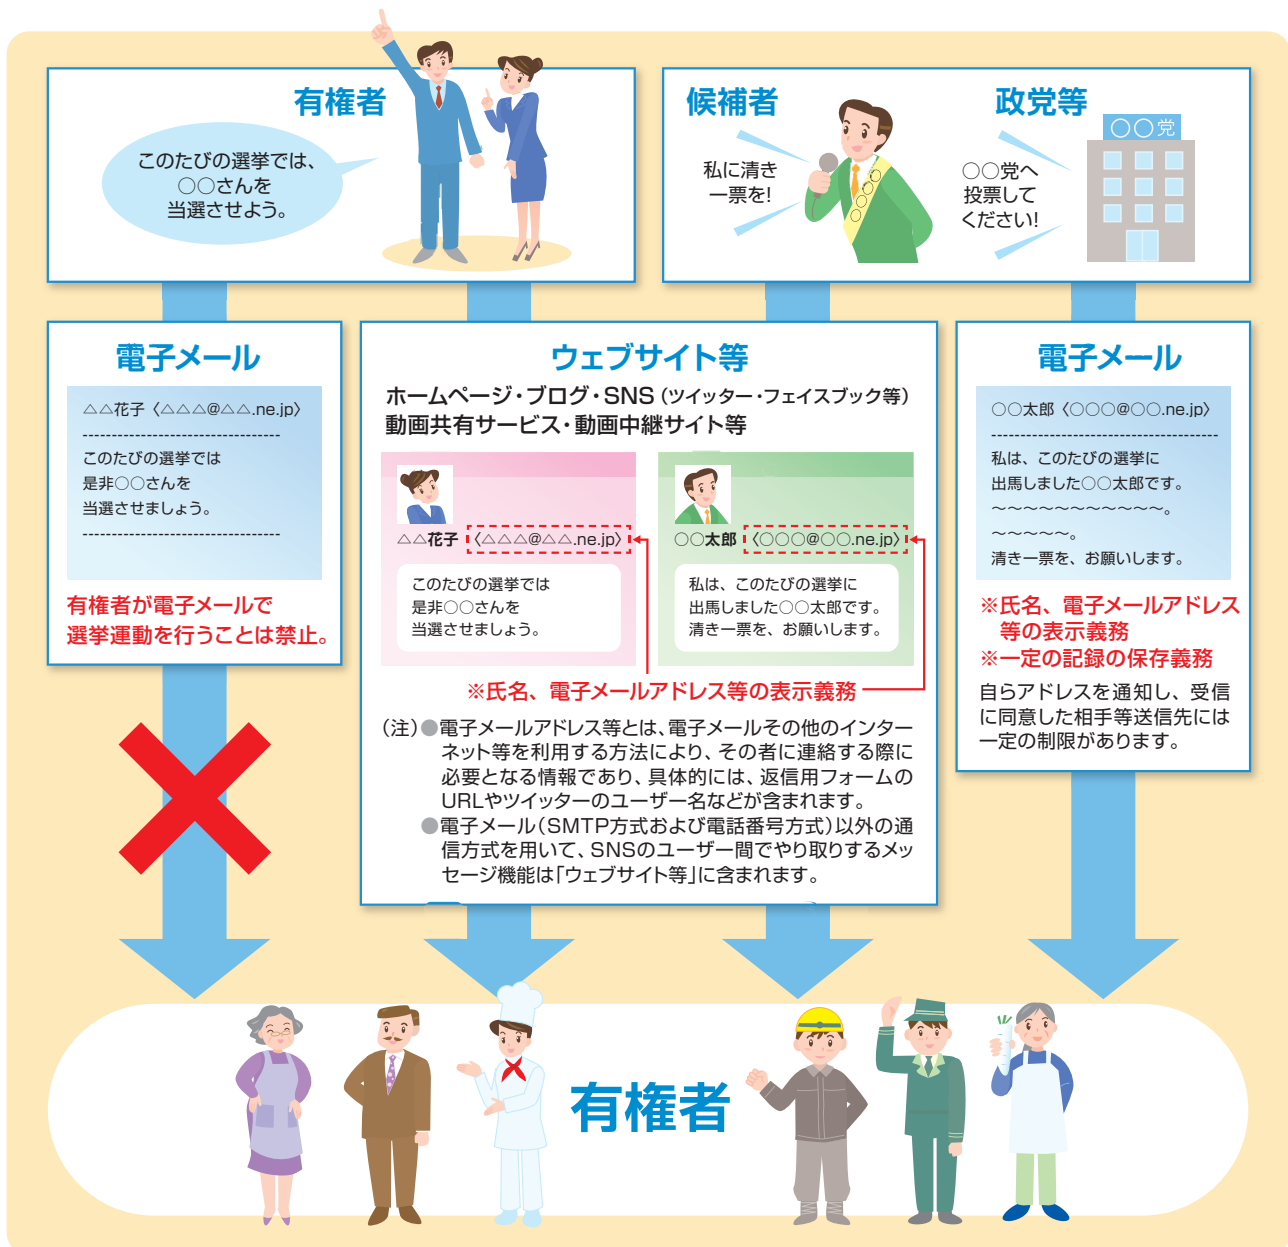 有権者
このたびの選挙では、
○○さんを
当選させよう。
候補者
私に清き
一票を!
政党等
○○党
○○党へ
投票して
ください!
電子メール
△△花子〈△△△@△△.ne.jp〉
----------------------------------
このたびの選挙では
是非○○さんを
当選させましょう。
----------------------------------
有権者が電子メールで
選挙運動を行うことは禁止。
ウェブサイト等
ホームページ・ブログ・SNS（ツイッター・フェイスブック等）
動画共有サービス・動画中継サイト等
△△花子〈△△△@△△.ne.jp〉
このたびの選挙では
是非○○さんを
当選させましょう。
○○太郎〈○○○@○○.ne.jp〉
私は、このたびの選挙に
出馬しました○○太郎です。
清き一票を、お願いします。
※氏名、電子メールアドレス等の表示義務
（注）●電子メールアドレス等とは、電子メールその他のインター
ネット等を利用する方法により、その者に連絡する際に
必要となる情報であり、具体的には、返信用フォームの
URLやツイッターのユーザー名などが含まれます。
●電子メール（SMTP方式および電話番号方式）以外の通
信方式を用いて、SNSのユーザー間でやり取りするメッ
セージ機能は「ウェブサイト等」に含まれます。
電子メール
○○太郎〈○○○@○○.ne.jp〉
---------------------------------------
私は、このたびの選挙に
出馬しました○○太郎です。
～～～～～～～～～～～。
～～～～～。
清き一票を、お願いします。
※氏名、電子メールアドレス
等の表示義務
※一定の記録の保存義務
自らアドレスを通知し、受信
に同意した相手等送信先には
一定の制限があります。
有権者